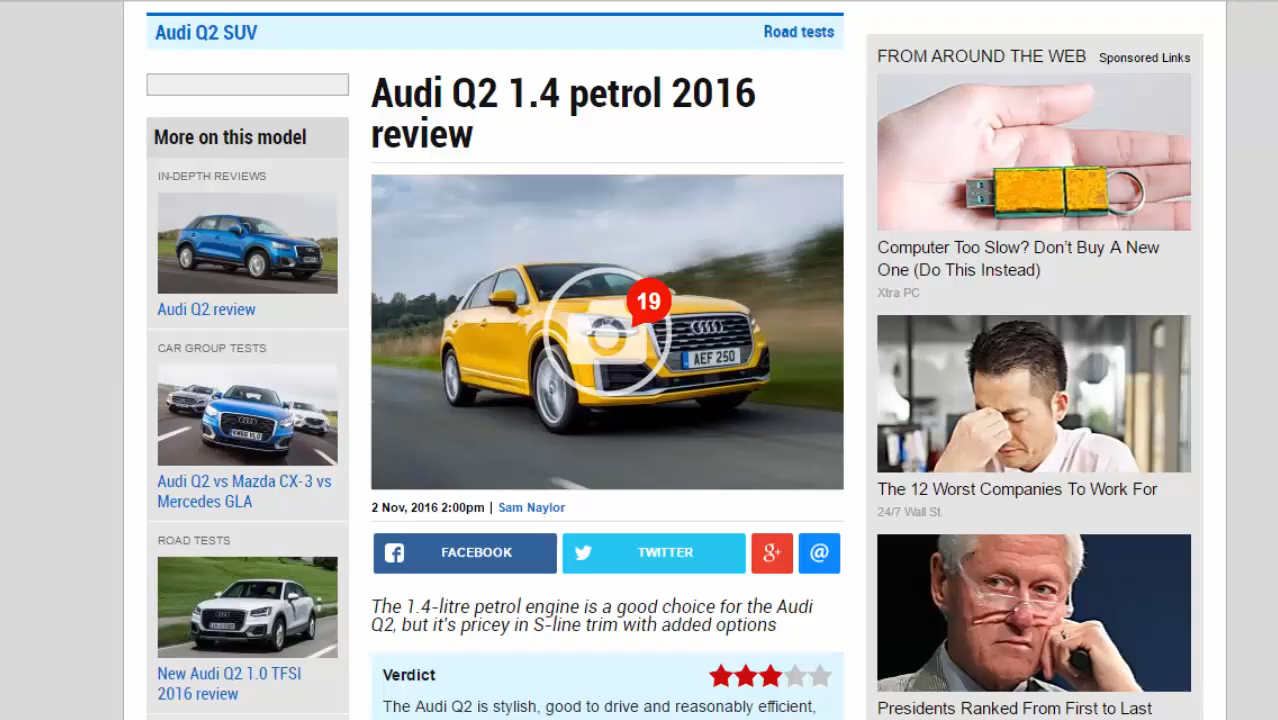 Audi Q2 SUV
Road tests
More on this model
IN-DEPTH REVIEWS
Audi Q2 review
CAR GROUP TESTS
Audi Q2 vs Mazda CX-3 vs
Mercedes GLA
ROAD TESTS
New Audi Q2 1.0 TFSI
2016 review
Audi Q2 1.4 petrol 2016
review
19
AEF 250
2 Nov, 2016 2:00pm | Sam Naylor
FACEBOOK
TWITTER
g+
@
The 1.4-litre petrol engine is a good choice for the Audi
Q2, but it's pricey in S-line trim with added options
Verdict
The Audi Q2 is stylish, good to drive and reasonably efficient,
FROM AROUND THE WEB Sponsored Links
Computer Too Slow? Don't Buy A New
One (Do This Instead)
Xtra PC
The 12 Worst Companies To Work For
24/7 Wall St.
Presidents Ranked From First to Last